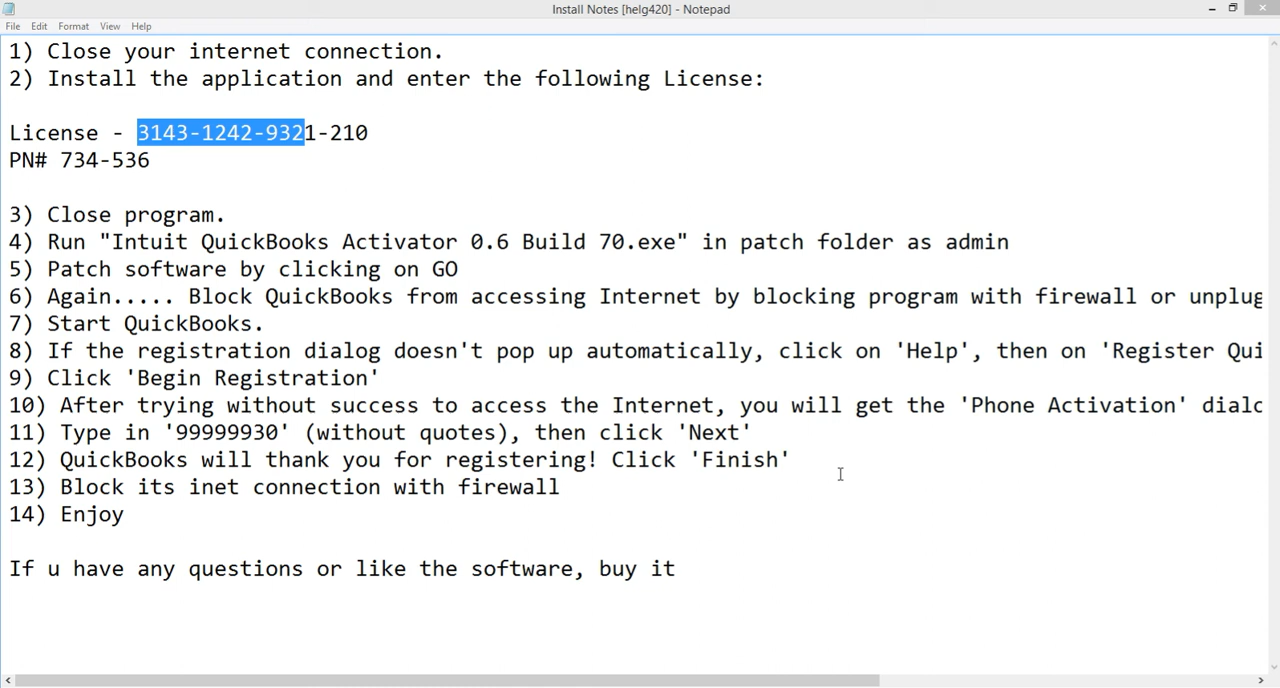 Install Notes [helg420] - Notepad
File Edit Format View Help
1) Close your internet connection.
2) Install the application and enter the following License:
License - 3143-1242-9321-210
PN# 734-536
3) Close program.
4) Run "Intuit QuickBooks Activator 0.6 Build 70.exe" in patch folder as admin
5) Patch software by clicking on GO
6) Again..... Block QuickBooks from accessing Internet by blocking program with firewall or unplug
7) Start QuickBooks.
8) If the registration dialog doesn't pop up automatically, click on 'Help', then on 'Register Qui
9) Click 'Begin Registration'
10) After trying without success to access the Internet, you will get the 'Phone Activation' dialo
11) Type in '99999930' (without quotes), then click 'Next'
12) QuickBooks will thank you for registering! Click 'Finish'
13) Block its inet connection with firewall
14) Enjoy
If u have any questions or like the software, buy it